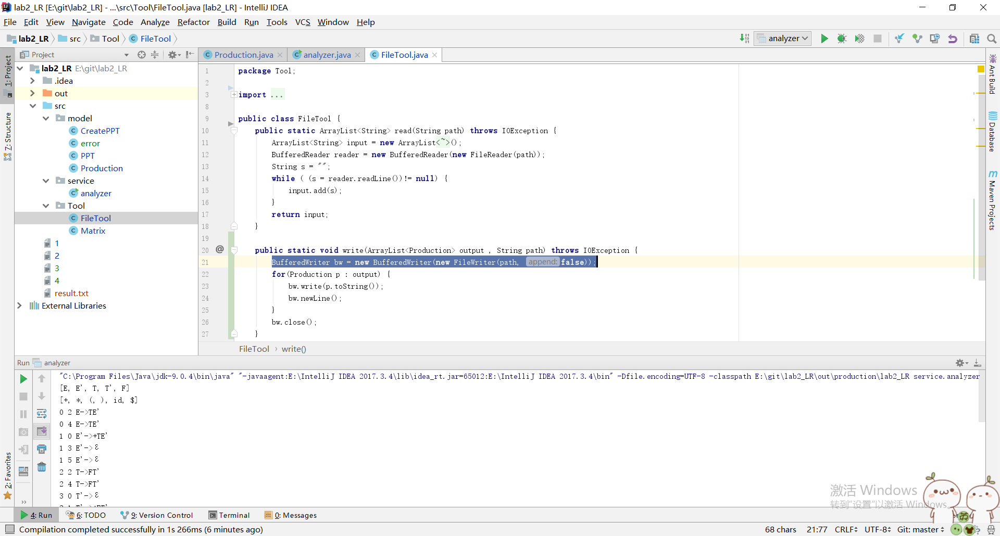 lab2_LR [E:\git\lab2_LR] - ...\src\Tool\FileTool.java [lab2_LR] - IntelliJ IDEA
File Edit View Navigate Code Analyze Refactor Build Run Tools VCS Window Help
lab2_LR src Tool FileTool
analyzer
1: Project
7: Structure
2: Favorites
Project
lab2_LR E:\git\lab2_LR
.idea
out
src
model
CreatePPT
error
PPT
Production
service
analyzer
Tool
FileTool
Matrix
1
2
3
4
result.txt
External Libraries
Production.java analyzer.java FileTool.java
1 package Tool;
2
3 import ...
8
9 public class FileTool {
10 public static ArrayList<String> read(String path) throws IOException {
11 ArrayList<String> input = new ArrayList<~>();
12 BufferedReader reader = new BufferedReader(new FileReader(path));
13 String s = "";
14 while ( (s = reader.readLine())!= null) {
15 input.add(s);
16 }
17 return input;
18 }
19
20 @ public static void write(ArrayList<Production> output , String path) throws IOException {
21 BufferedWriter bw = new BufferedWriter(new FileWriter(path, append: false));
22 for(Production p : output) {
23 bw.write(p.toString());
24 bw.newLine();
25 }
26 bw.close();
27 }
FileTool › write()
Ant Build
Database
Maven Projects
Run analyzer
"C:\Program Files\Java\jdk-9.0.4\bin\java" "-javaagent:E:\IntelliJ IDEA 2017.3.4\lib\idea_rt.jar=65012:E:\IntelliJ IDEA 2017.3.4\bin" -Dfile.encoding=UTF-8 -classpath E:\git\lab2_LR\out\production\lab2_LR service.analyzer
[E, E', T, T', F]
[+, *, (, ), id, $]
0 2 E->TE'
0 4 E->TE'
1 0 E'->+TE'
1 3 E'->ε
1 5 E'->ε
2 2 T->FT'
2 4 T->FT'
3 0 T'->ε
激活 Windows
转到"设置"以激活 Windows。
4: Run 6: TODO 9: Version Control Terminal 0: Messages
Compilation completed successfully in 1s 266ms (6 minutes ago)
68 chars 21:77 CRLF UTF-8 Git: master